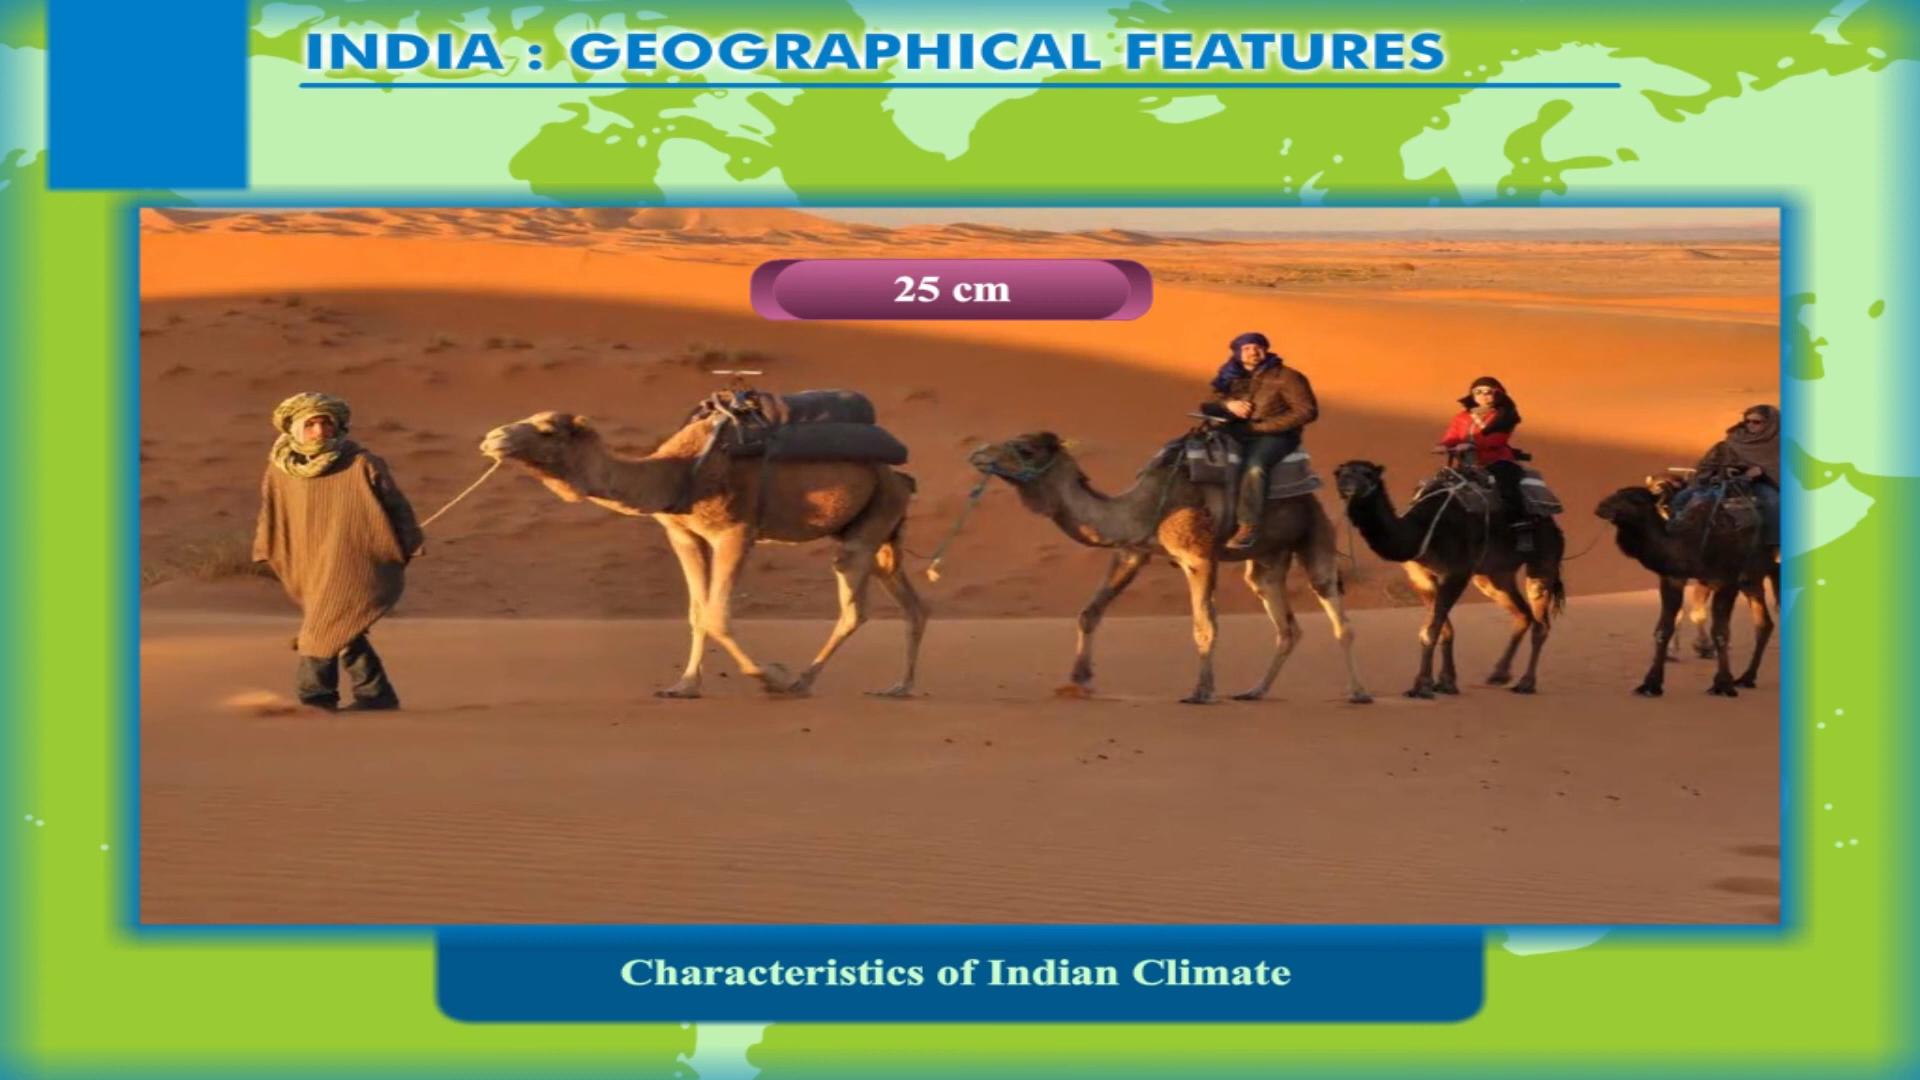 INDIA : GEOGRAPHICAL FEATURES
25 cm
Characteristics of Indian Climate